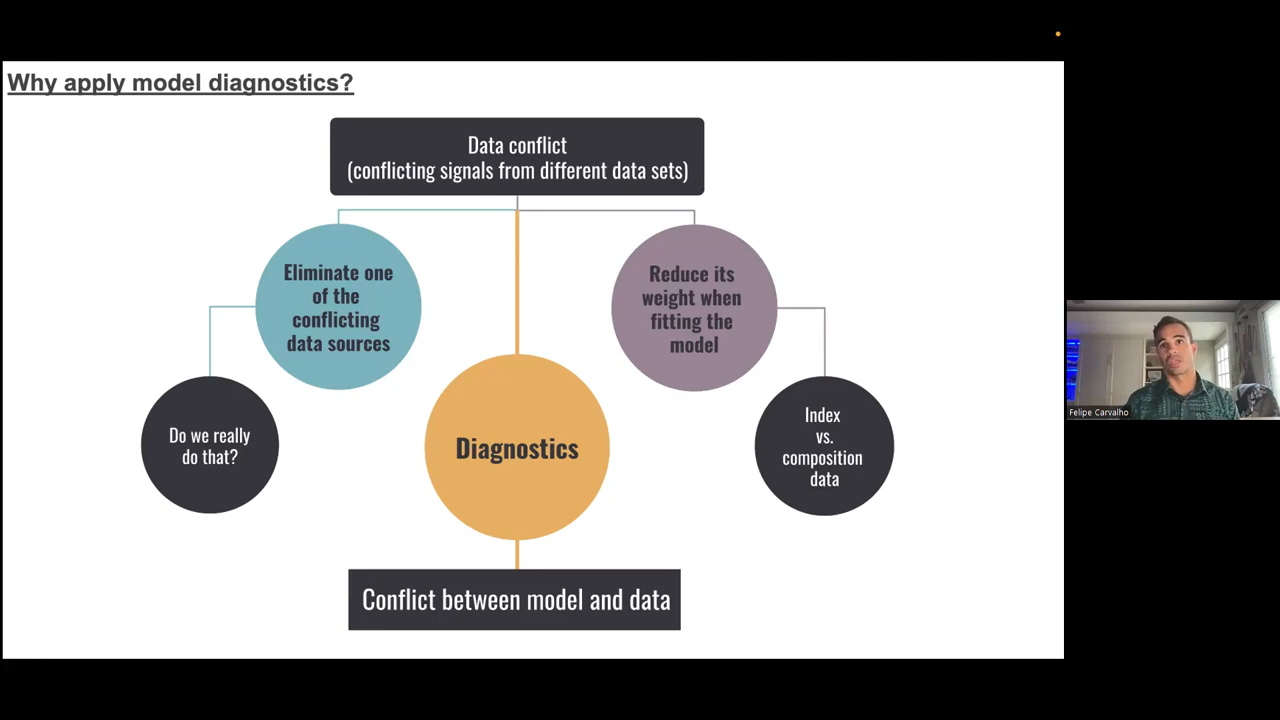 Why apply model diagnostics?
Data conflict
(conflicting signals from different data sets)
Eliminate one
of the
conflicting
data sources
Reduce its
weight when
fitting the
model
Do we really
do that?
Diagnostics
Index
vs.
composition
data
Conflict between model and data
Felipe Carvalho